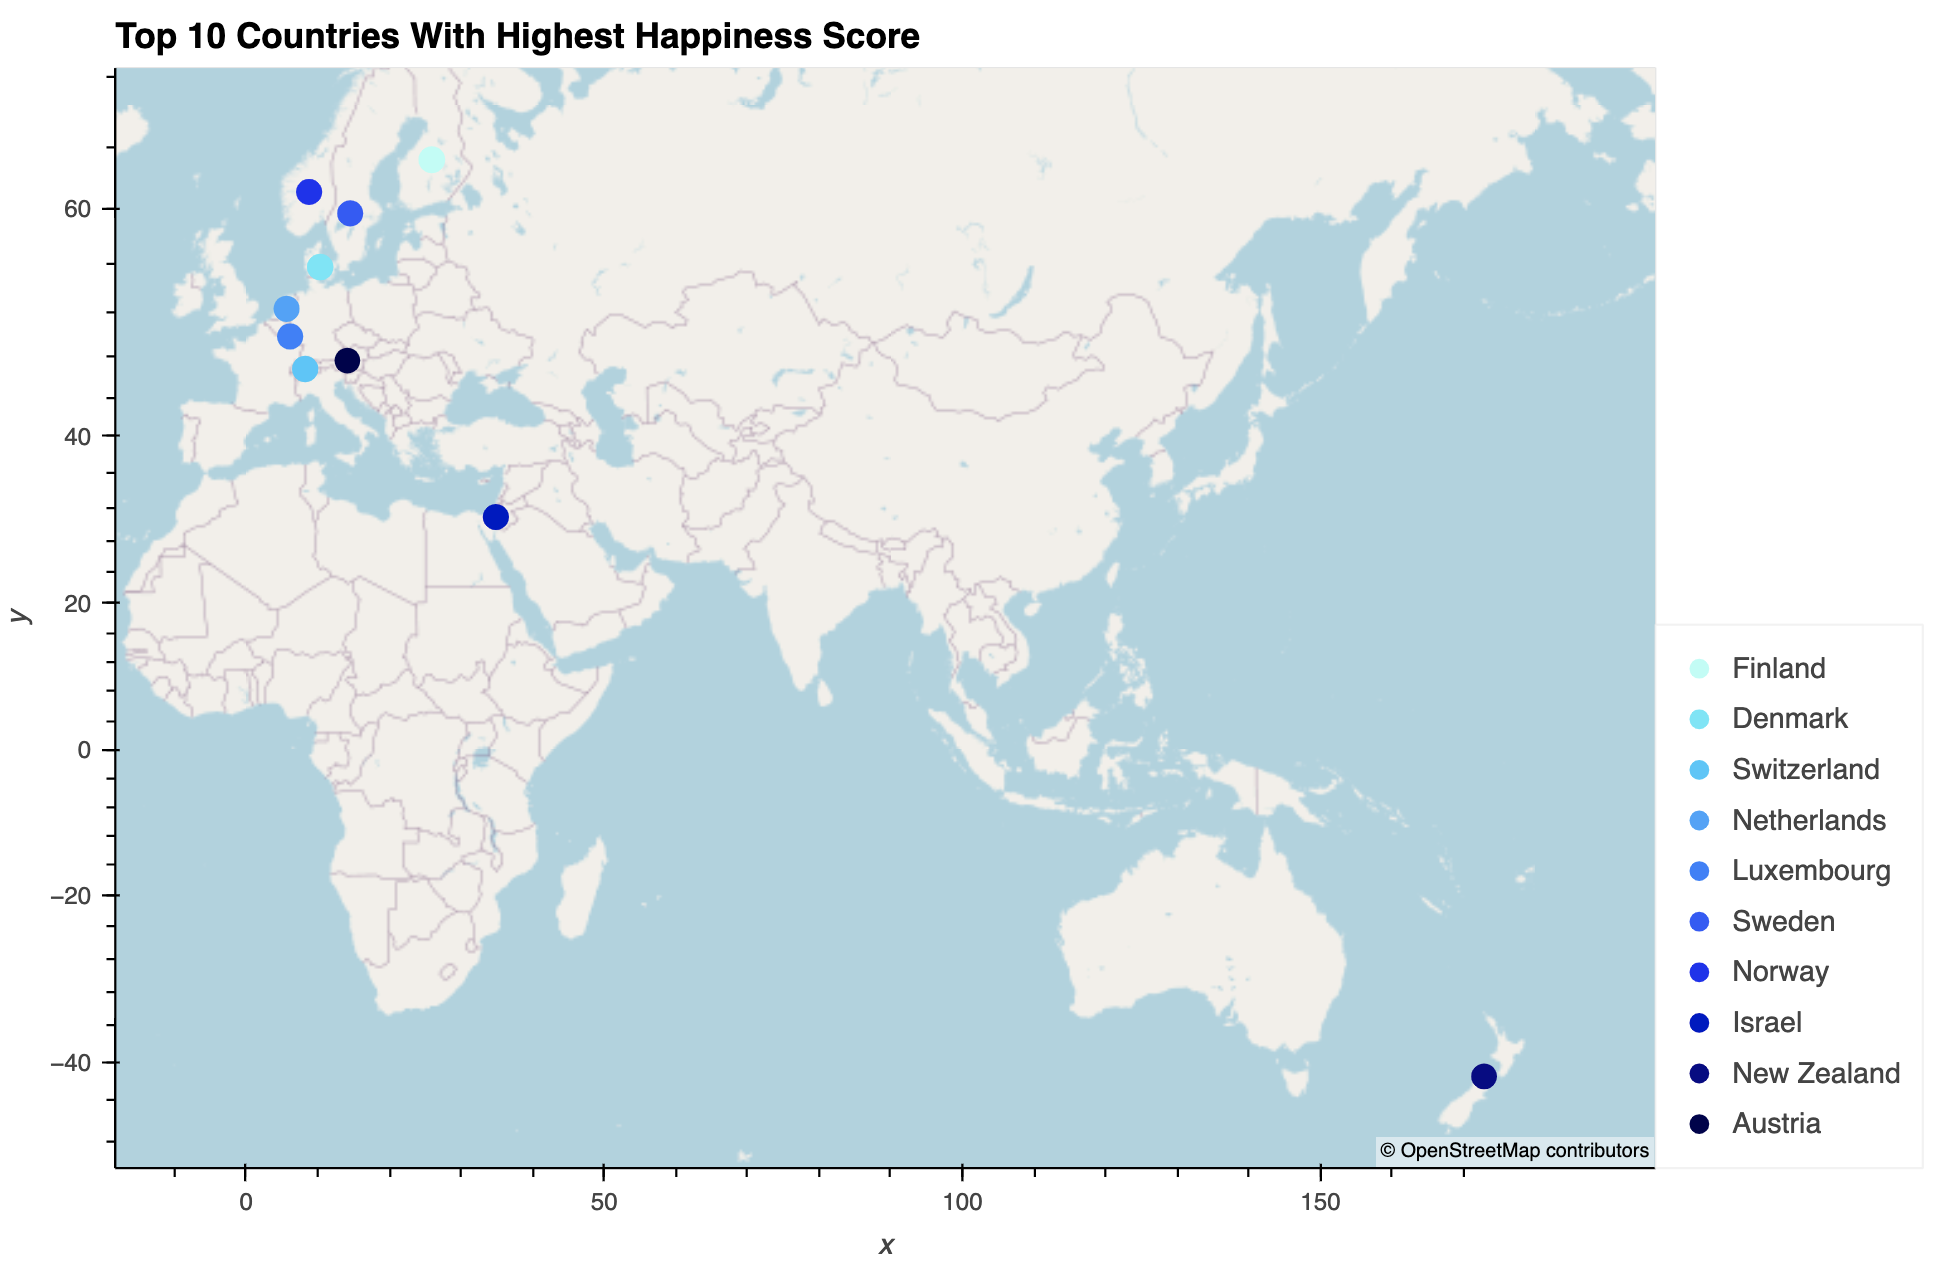 Top 10 Countries With Highest Happiness Score
60
40
20
0
−20
−40
y
0
50
100
150
x
© OpenStreetMap contributors
Finland
Denmark
Switzerland
Netherlands
Luxembourg
Sweden
Norway
Israel
New Zealand
Austria